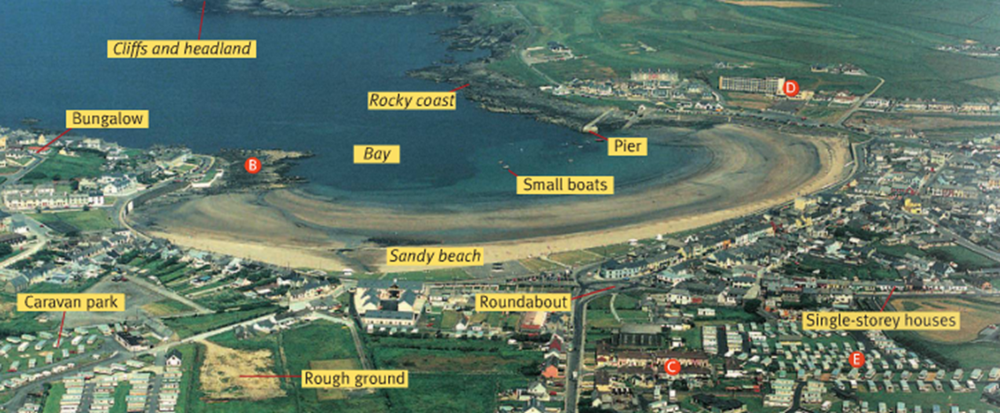 Cliffs and headland
D
Rocky coast
Bungalow
Pier
Bay
B
Small boats
Sandy beach
Roundabout
Caravan park
Single-storey houses
E
C
Rough ground